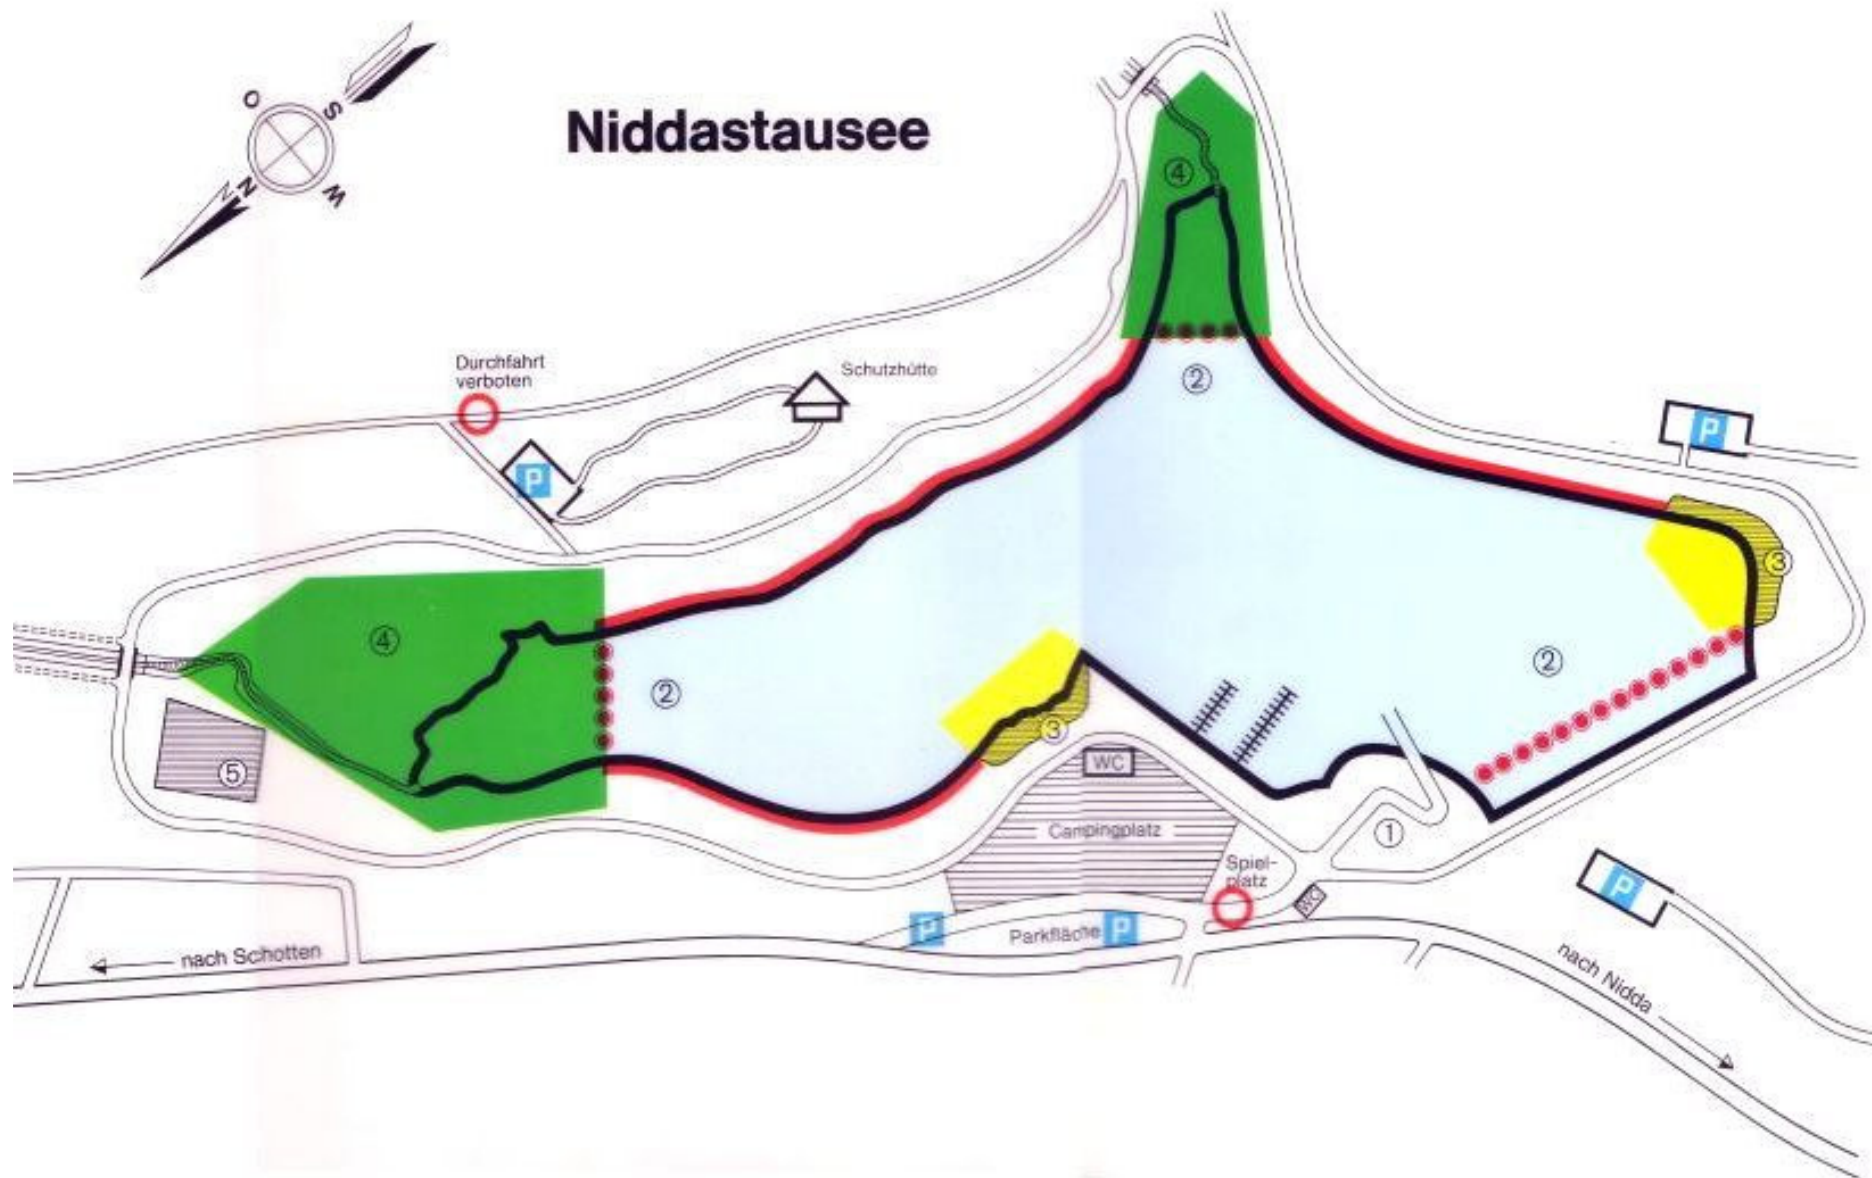 Niddastausee
O
S
N
W
④
Durchfahrt
verboten
Schutzhütte
②
P
P
③
④
②
②
③
⑤
WC
Campingplatz
①
Spiel-
platz
P
WC
P
Parkfläche P
nach Schotten
nach Nidda